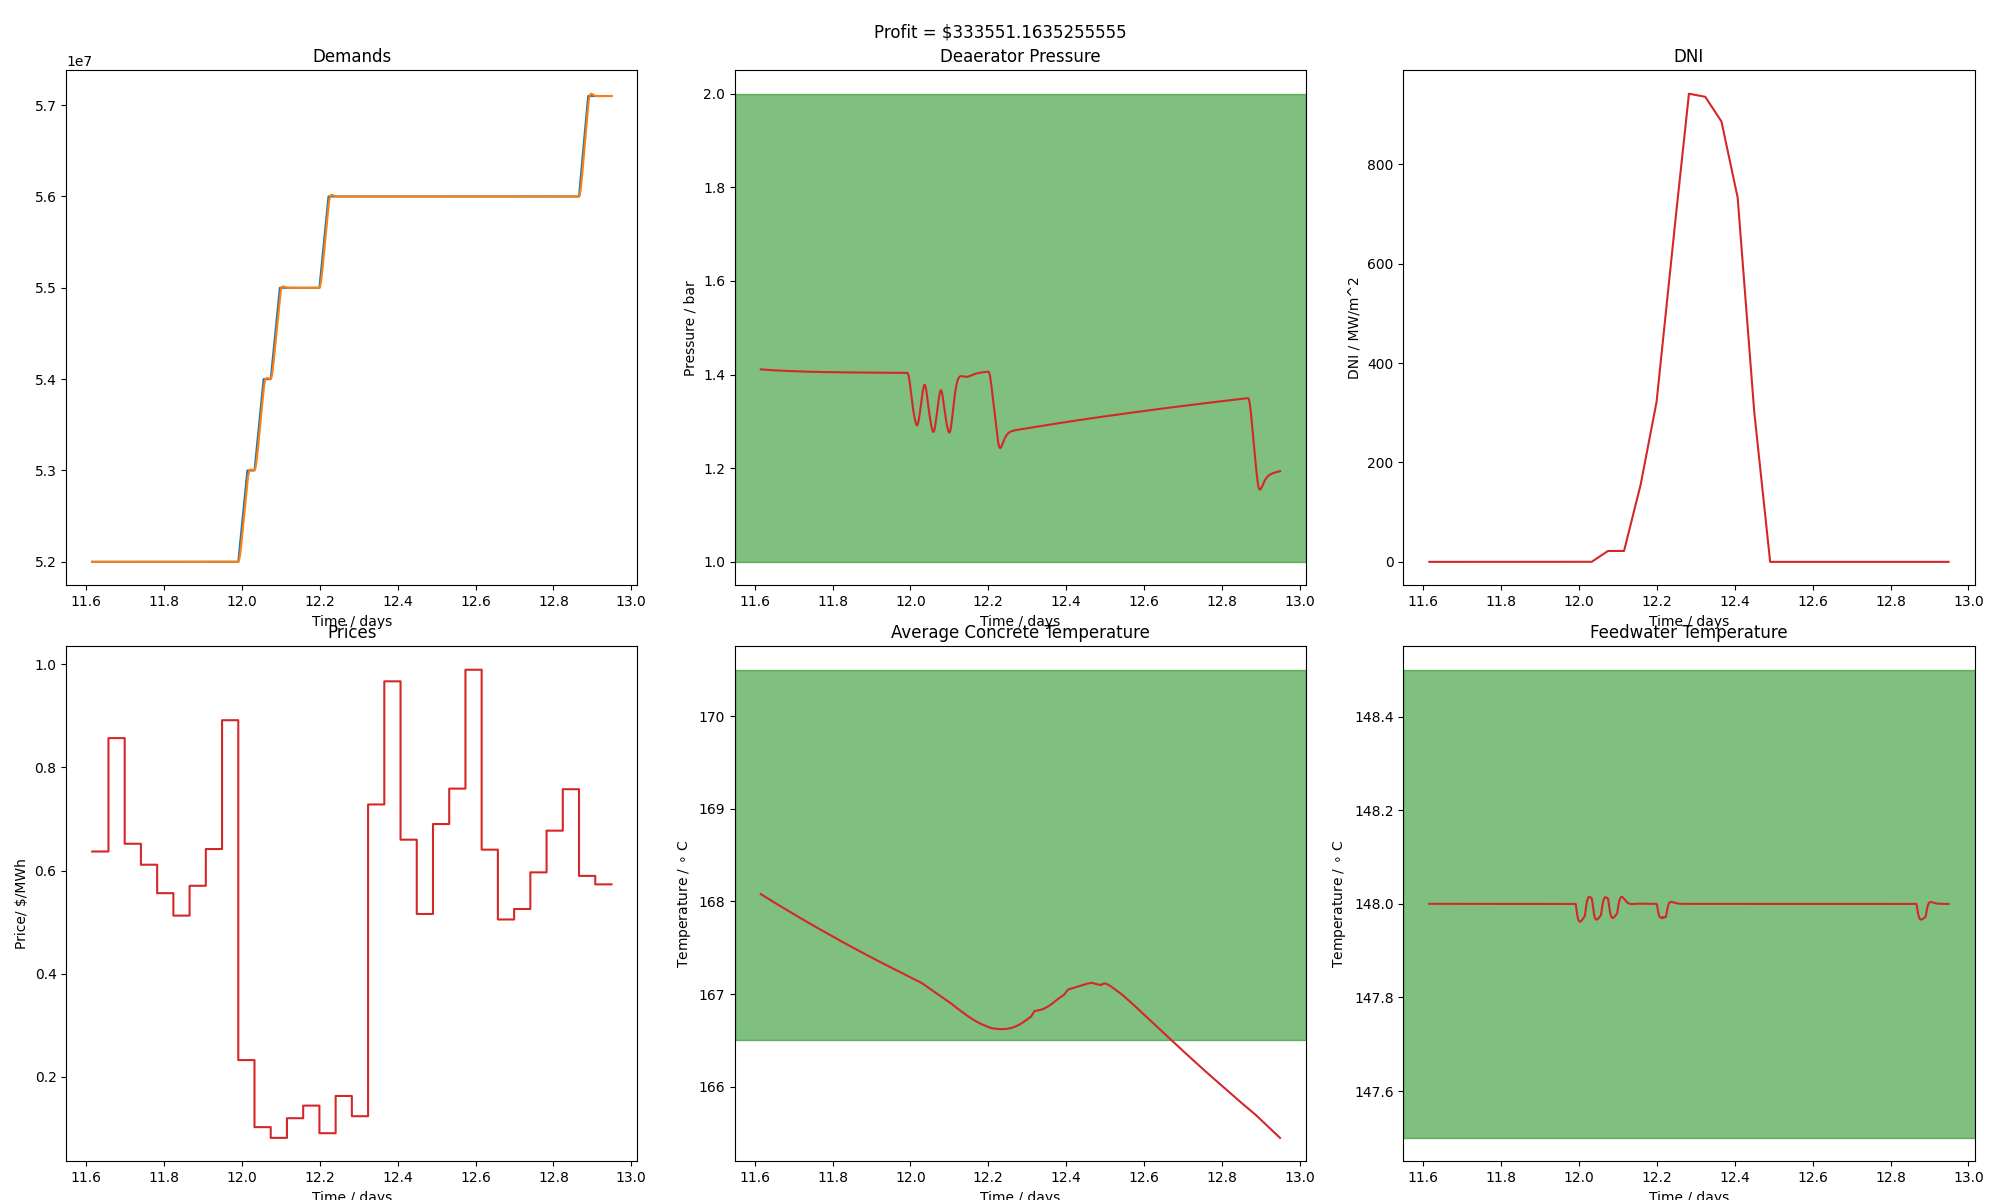 Profit = $333551.1635255555
Demands
Deaerator Pressure
DNI
1e7
5.7
5.6
5.5
5.4
5.3
5.2
11.6 11.8 12.0 12.2 12.4 12.6 12.8 13.0
Time / days
Pressure / bar
2.0
1.8
1.6
1.4
1.2
1.0
11.6 11.8 12.0 12.2 12.4 12.6 12.8 13.0
Time / days
DNI / MW/m^2
800
600
400
200
0
11.6 11.8 12.0 12.2 12.4 12.6 12.8 13.0
Time / days
Prices
Average Concrete Temperature
Feedwater Temperature
Price/ $/MWh
1.0
0.8
0.6
0.4
0.2
11.6 11.8 12.0 12.2 12.4 12.6 12.8 13.0
Time / days
Temperature / ∘ C
170
169
168
167
166
11.6 11.8 12.0 12.2 12.4 12.6 12.8 13.0
Time / days
Temperature / ∘ C
148.4
148.2
148.0
147.8
147.6
11.6 11.8 12.0 12.2 12.4 12.6 12.8 13.0
Time / days